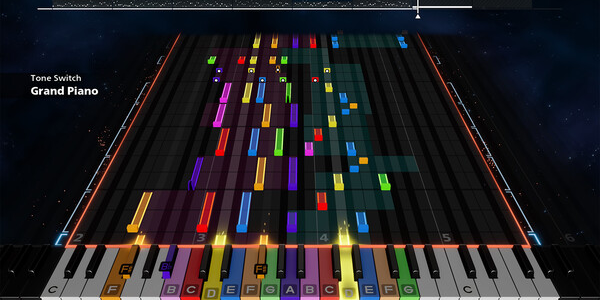 Tone Switch
Grand Piano
2 3 4 5 6
F# B♭ F#
C F G B C D E F G A B C D E F G C